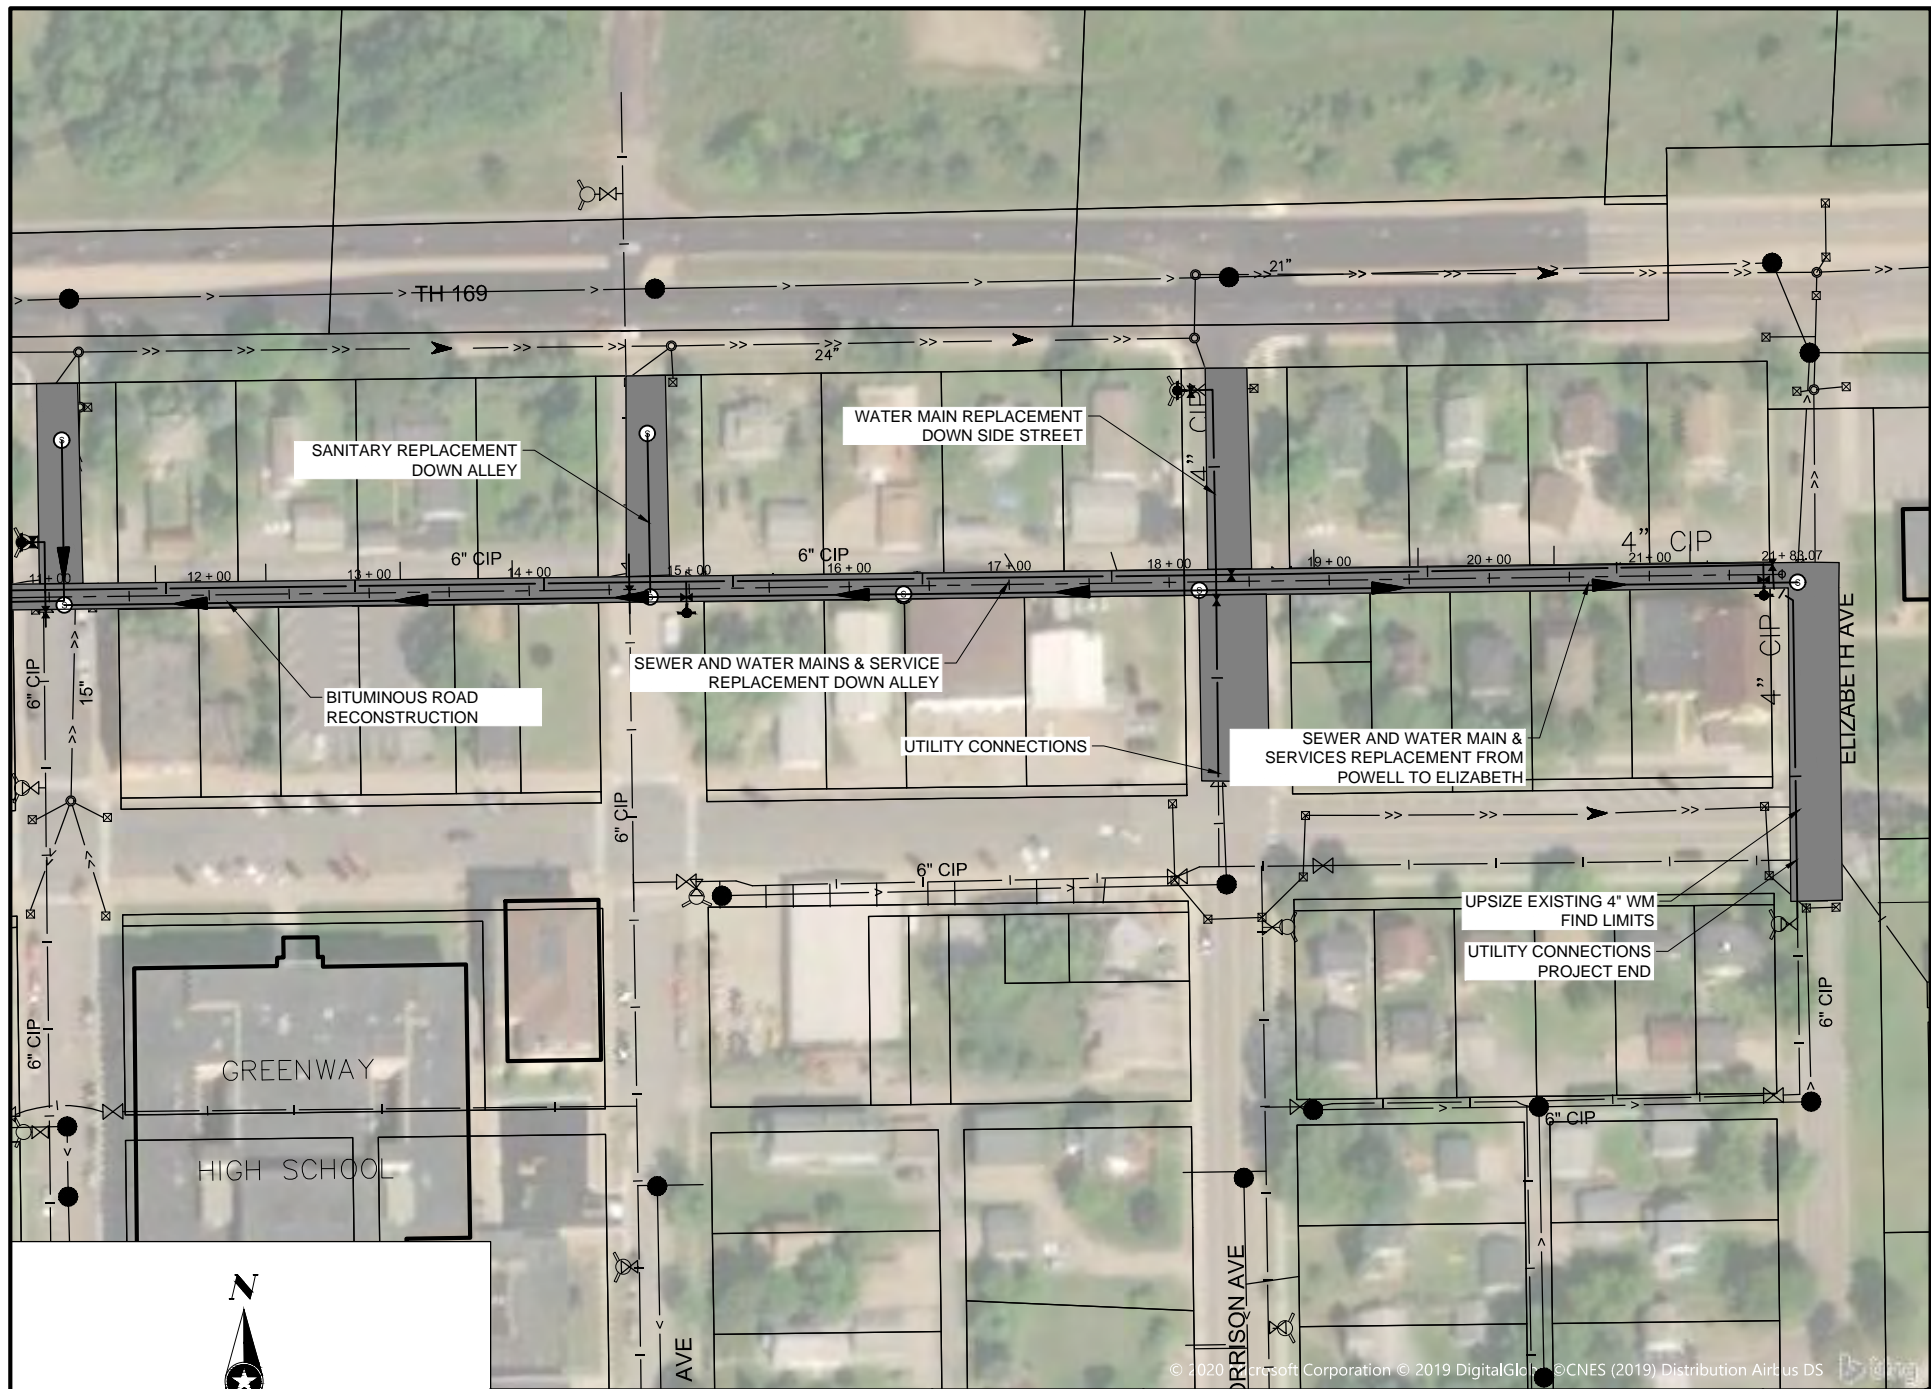 21"
TH 169
24"
WATER MAIN REPLACEMENT
DOWN SIDE STREET
4" CIP
SANITARY REPLACEMENT
DOWN ALLEY
6" CIP
6" CIP
4" CIP
11+00
12 + 00
13 + 00
14 + 00
15 + 00
16 + 00
17 + 00
18 + 00
19 + 00
20 + 00
21 + 00
21 + 83.07
S
S
S
S
S
S
S
SEWER AND WATER MAINS & SERVICE
REPLACEMENT DOWN ALLEY
6" CIP
15"
BITUMINOUS ROAD
RECONSTRUCTION
4" CIP
ELIZABETH AVE
UTILITY CONNECTIONS
SEWER AND WATER MAIN &
SERVICES REPLACEMENT FROM
POWELL TO ELIZABETH
6" CIP
6" CIP
UPSIZE EXISTING 4" WM
FIND LIMITS
UTILITY CONNECTIONS
PROJECT END
6" CIP
6" CIP
GREENWAY
HIGH SCHOOL
6" CIP
N
AVE
ORRISON AVE
© 2020 Microsoft Corporation © 2019 DigitalGlobe ©CNES (2019) Distribution Airbus DS
bing